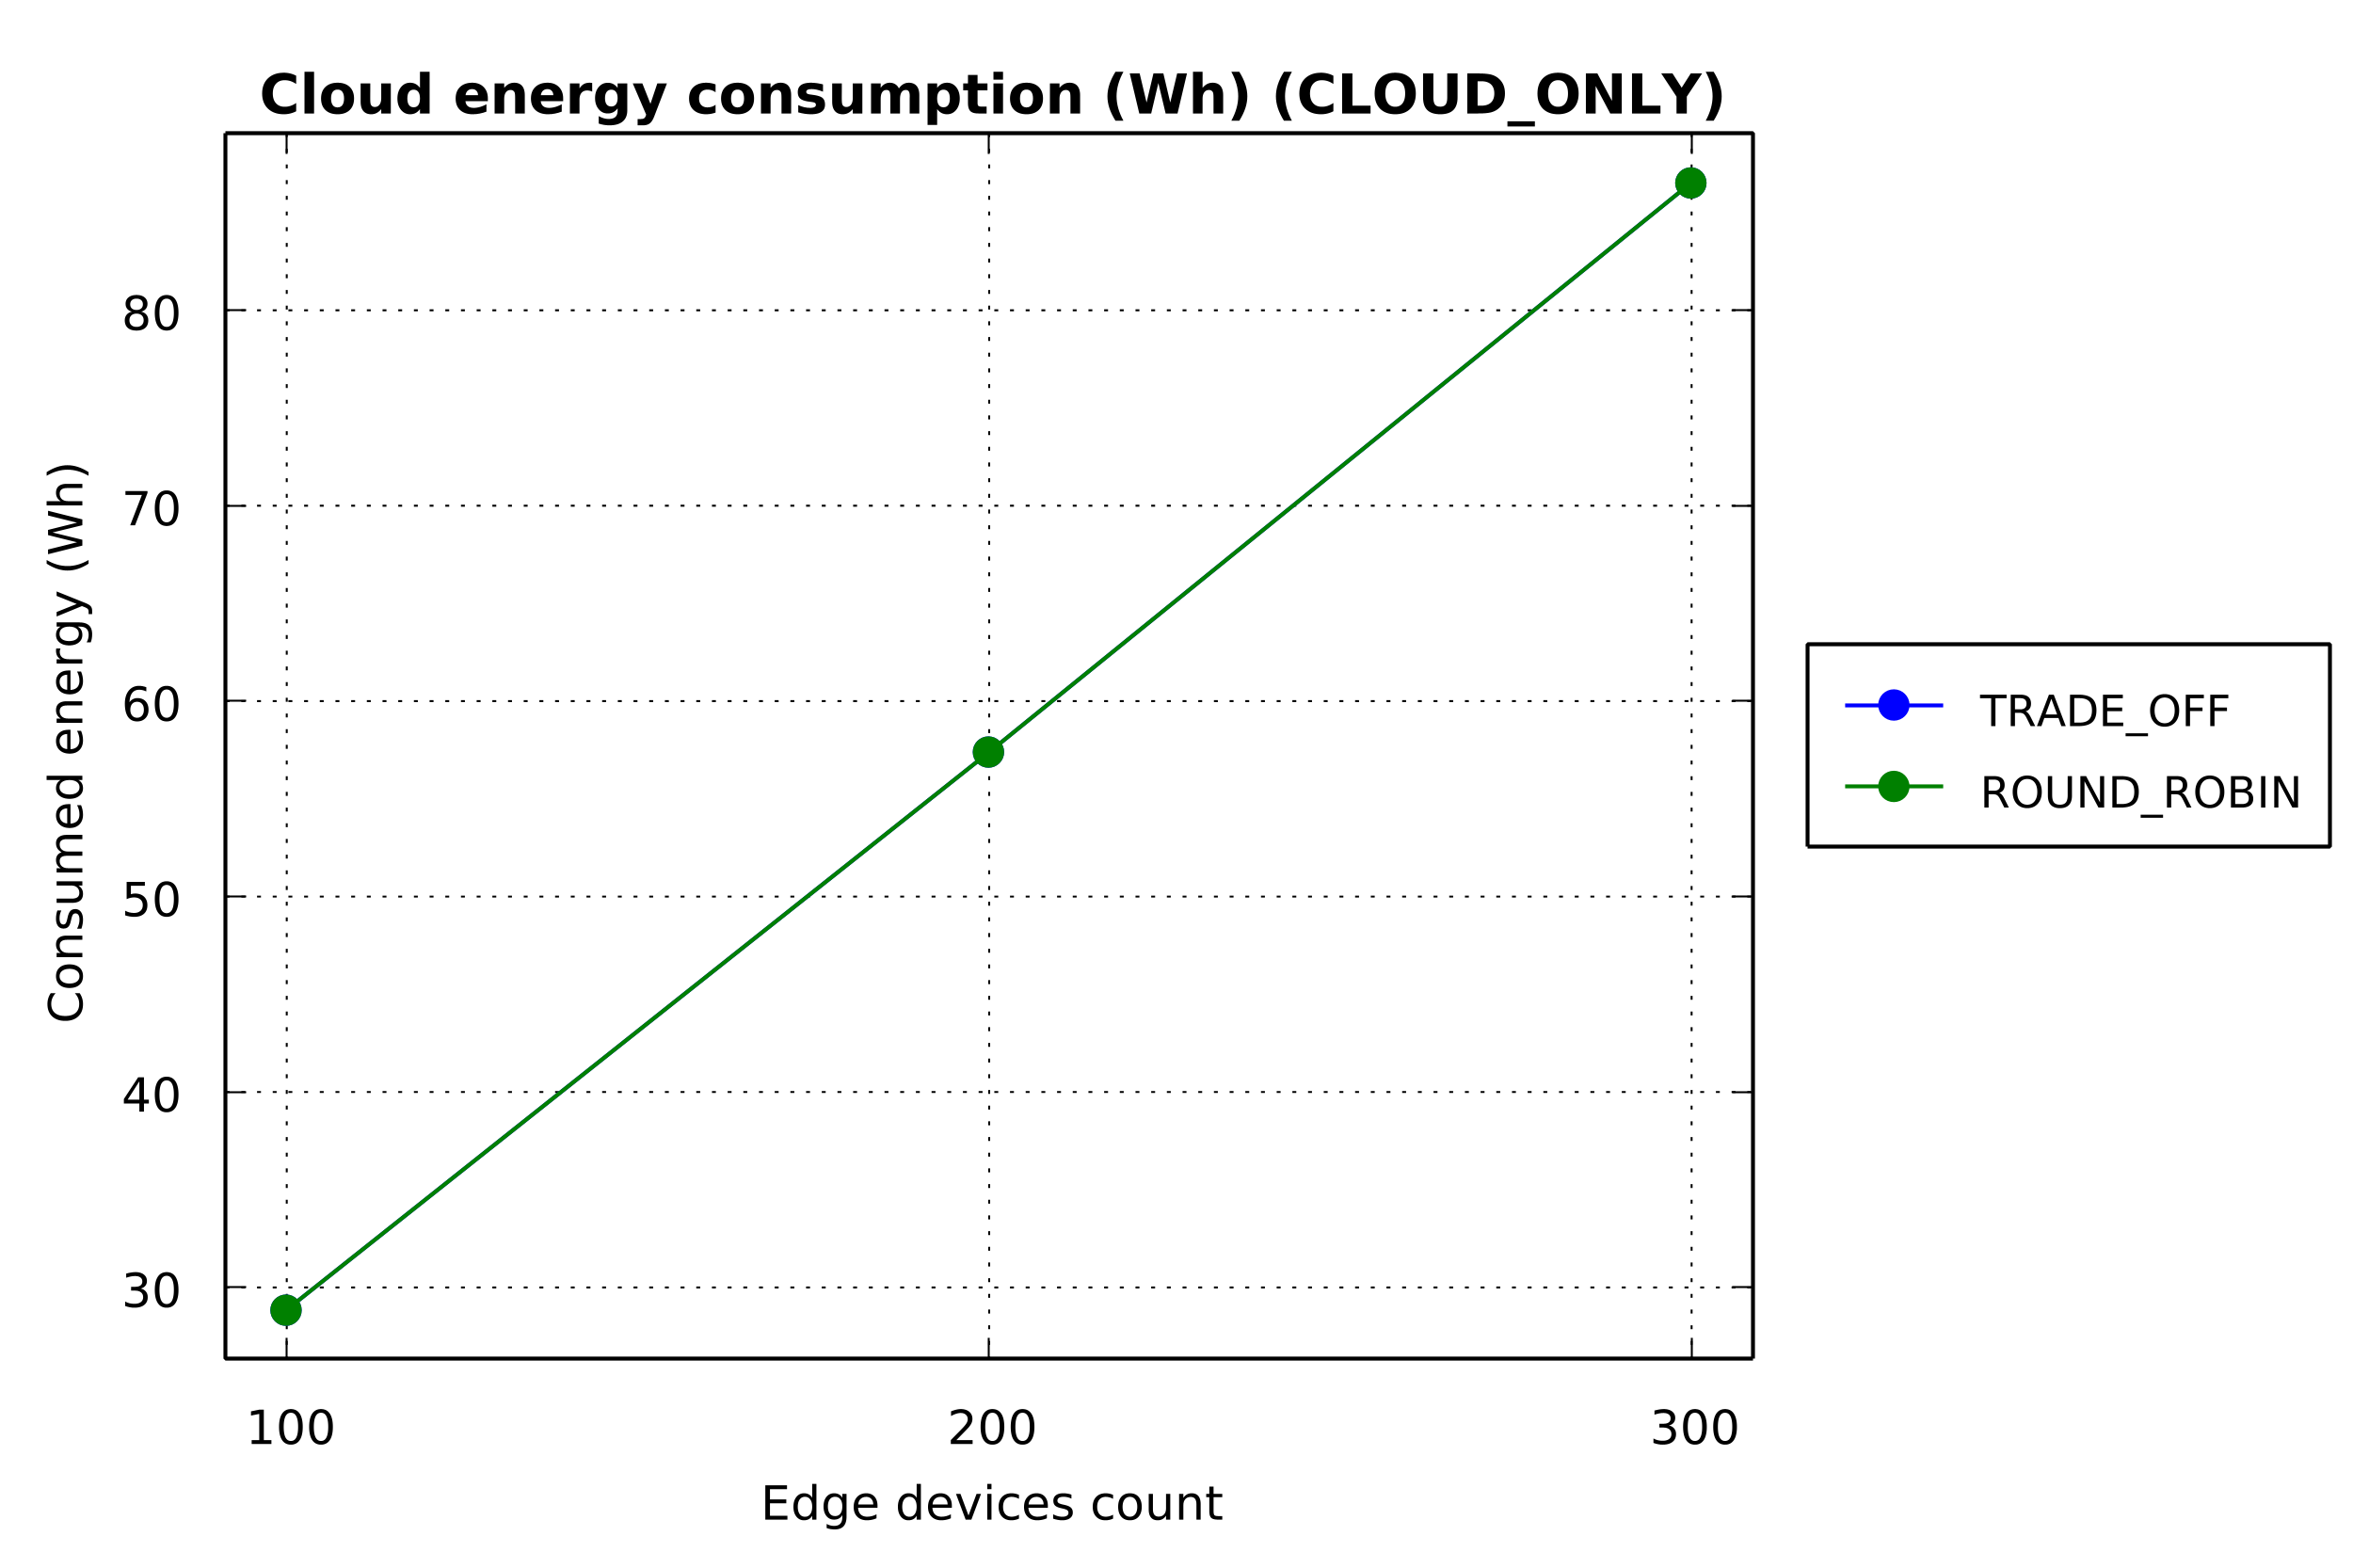 Cloud energy consumption (Wh) (CLOUD_ONLY)
Consumed energy (Wh)
80
70
60
50
40
30
100 200 300
Edge devices count
TRADE_OFF
ROUND_ROBIN